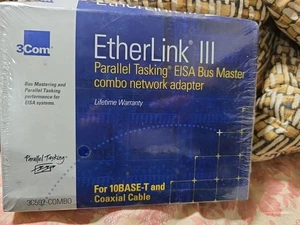 3Com
EtherLink® III
Parallel Tasking® EISA Bus Master
combo network adapter
Lifetime Warranty
Bus Mastering and
Parallel Tasking
performance for
EISA systems.
Parallel Tasking
For 10BASE-T and
Coaxial Cable
3C592-COMBO